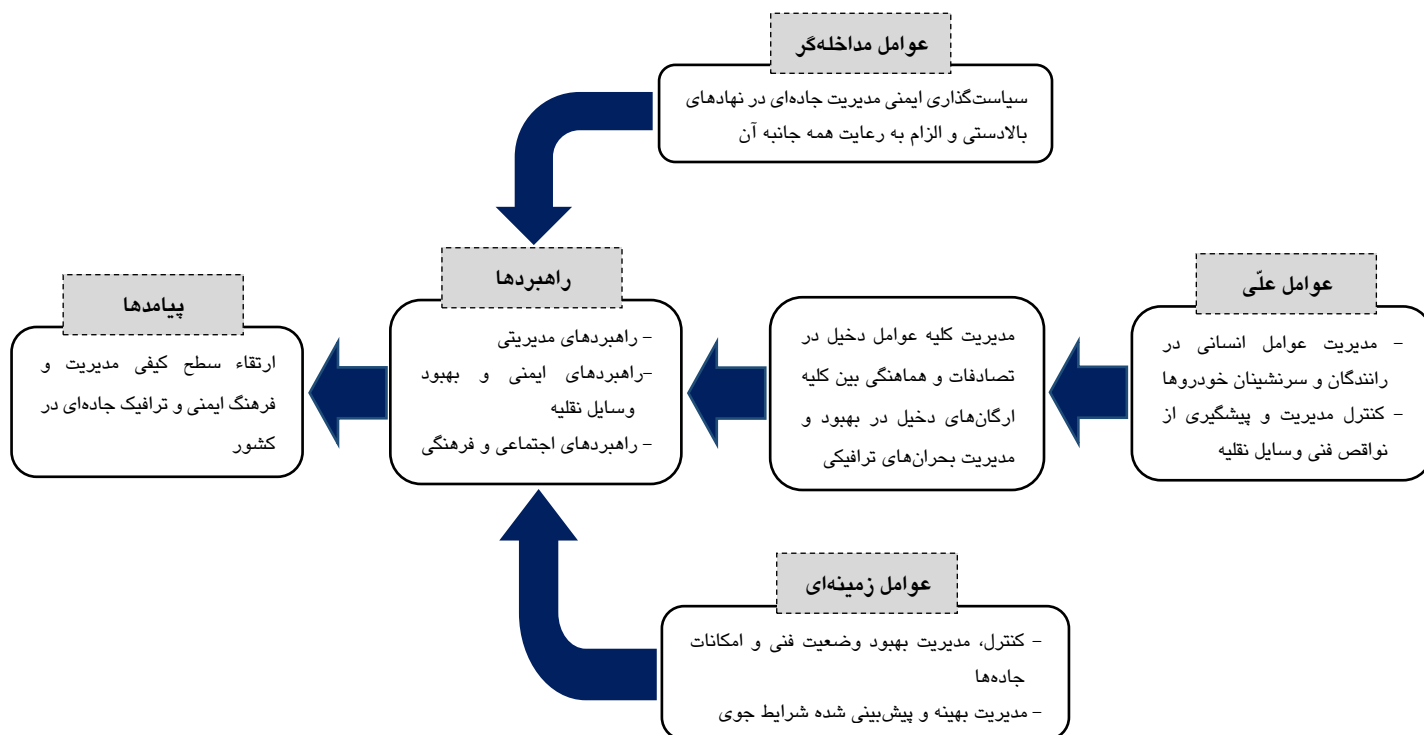 عوامل مداخله‌گر
سیاست‌گذاری ایمنی مدیریت جاده‌ای در نهادهای
بالادستی و الزام به رعایت همه جانبه آن
عوامل علّی
- مدیریت عوامل انسانی در
رانندگان و سرنشینان خودروها
- کنترل مدیریت و پیشگیری از
نواقص فنی وسایل نقلیه
مدیریت کلیه عوامل دخیل در
تصادفات و هماهنگی بین کلیه
ارگان‌های دخیل در بهبود و
مدیریت بحران‌های ترافیکی
راهبردها
- راهبردهای مدیریتی
-راهبردهای ایمنی و بهبود
وسایل نقلیه
- راهبردهای اجتماعی و فرهنگی
پیامدها
ارتقاء سطح کیفی مدیریت و
فرهنگ ایمنی و ترافیک جاده‌ای در
کشور
عوامل زمینه‌ای
- کنترل، مدیریت بهبود وضعیت فنی و امکانات
جاده‌ها
- مدیریت بهینه و پیش‌بینی شده شرایط جوی